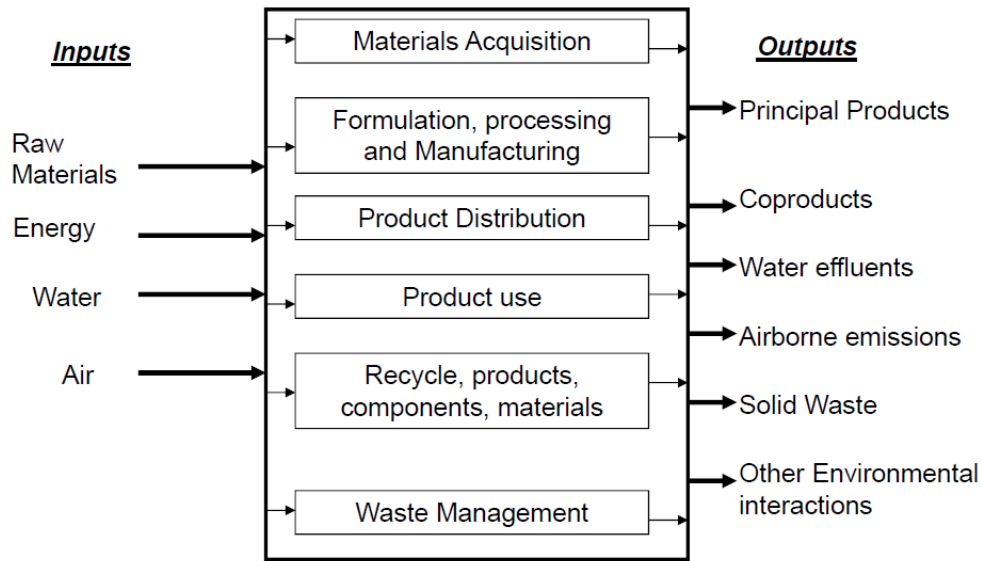 Inputs
Raw
Materials
Energy
Water
Air
Materials Acquisition
Formulation, processing
and Manufacturing
Product Distribution
Product use
Recycle, products,
components, materials
Waste Management
Outputs
Principal Products
Coproducts
Water effluents
Airborne emissions
Solid Waste
Other Environmental
interactions